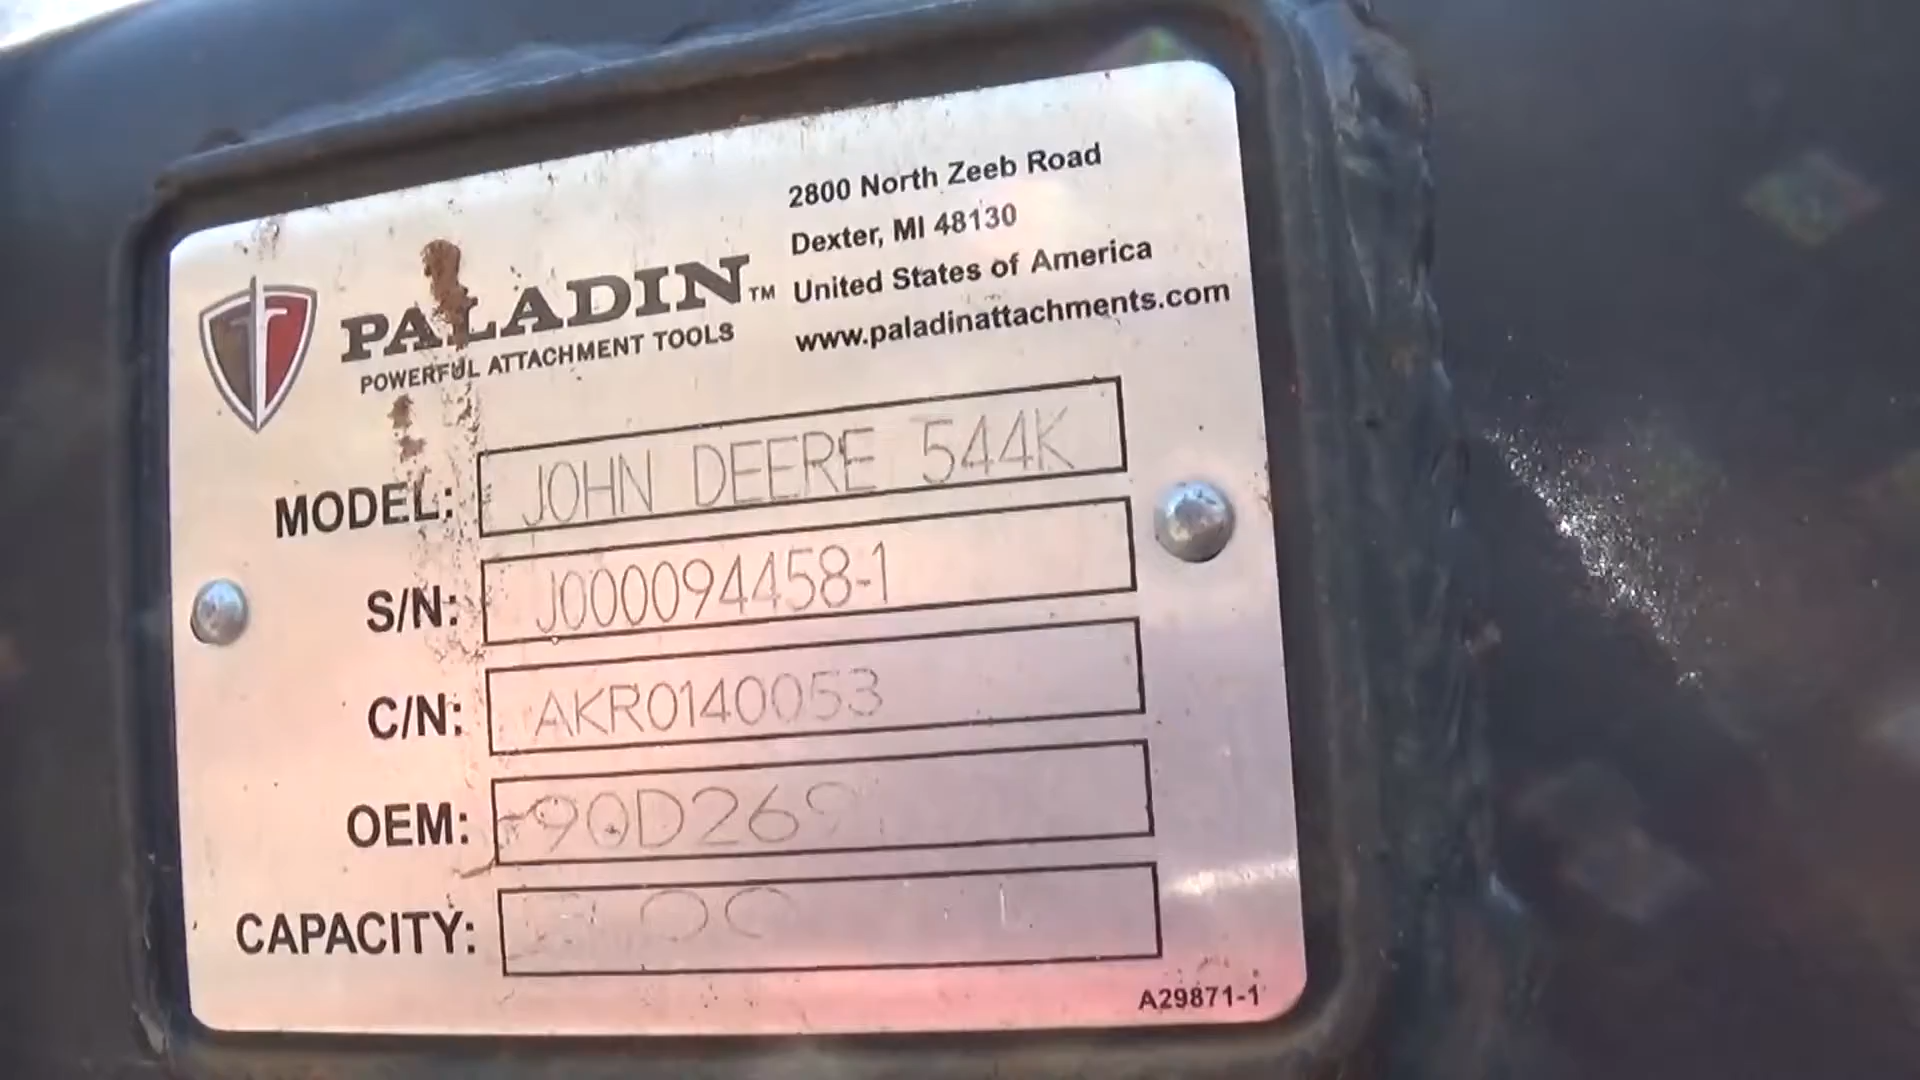 2800 North Zeeb Road
Dexter, MI 48130
United States of America
www.paladinattachments.com
PALADIN™
POWERFUL ATTACHMENT TOOLS
MODEL: JOHN DEERE 544K
S/N: J000094458-1
C/N: AKR0140053
OEM:
CAPACITY:
A29871-1